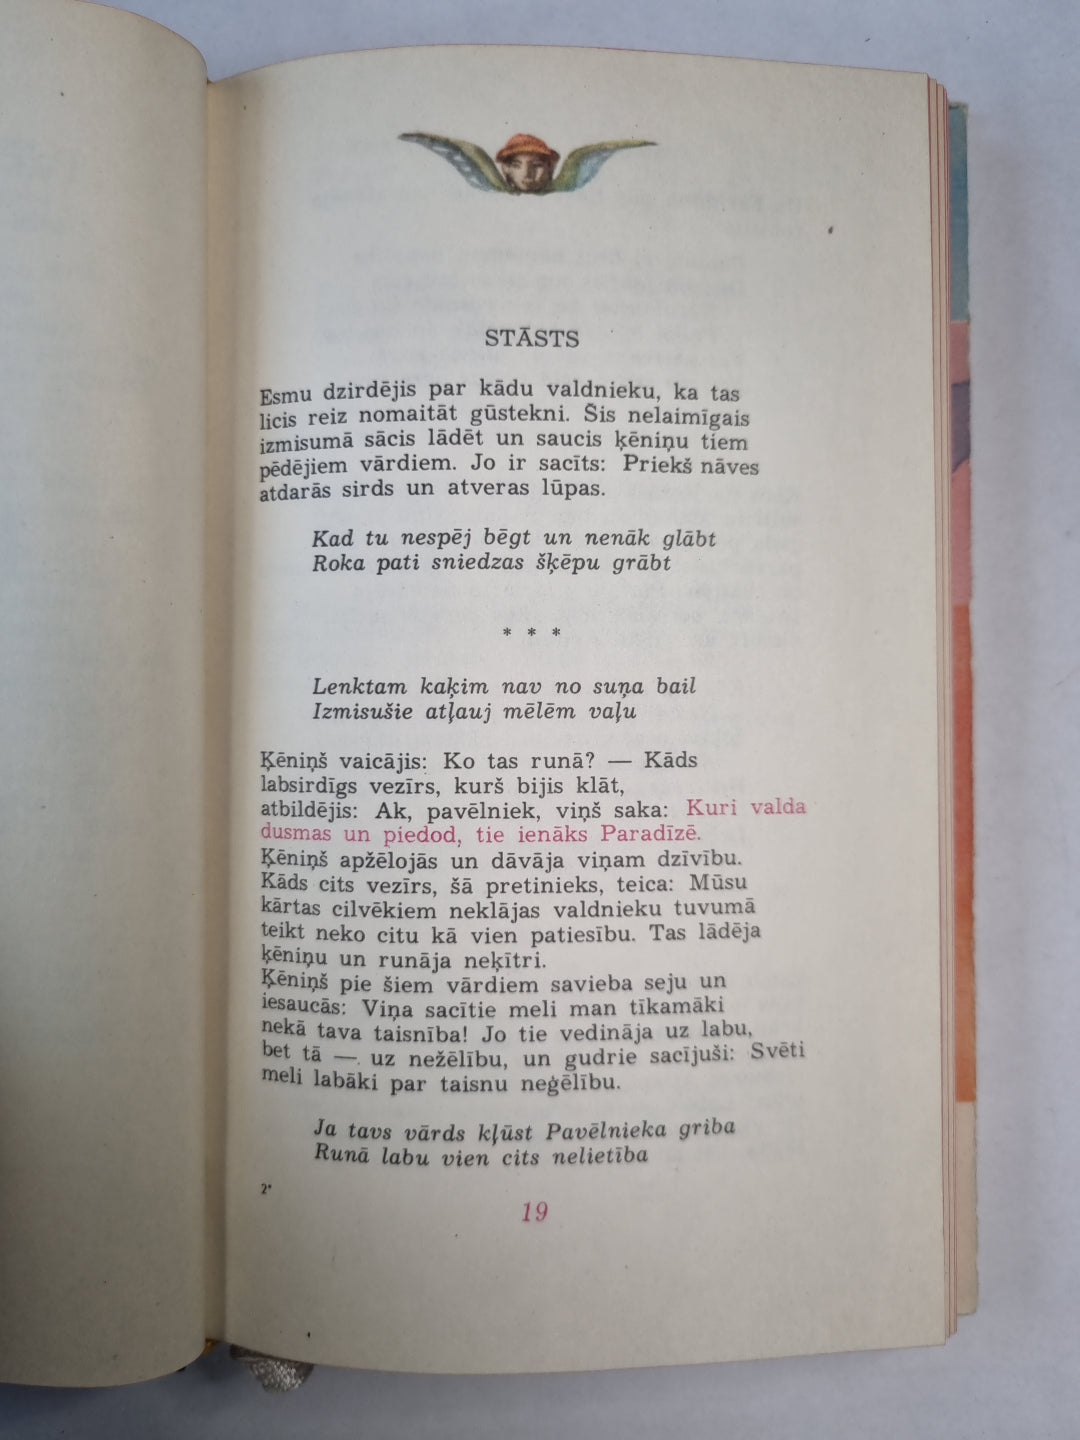 STĀSTS
Esmu dzirdējis par kādu valdnieku, ka tas
licis reiz nomaitāt gūstekni. Šis nelaimīgais
izmisumā sācis lādēt un saucis ķēniņu tiem
pēdējiem vārdiem. Jo ir sacīts: Priekš nāves
atdarās sirds un atveras lūpas.
Kad tu nespēj bēgt un nenāk glābt
Roka pati sniedzas šķēpu grābt
* * *
Lenktam kaķim nav no suņa bail
Izmisušie atļauj mēlēm vaļu
Ķēniņš vaicājis: Ko tas runā? — Kāds
labsirdīgs vezīrs, kurš bijis klāt,
atbildējis: Ak, pavēlniek, viņš saka: Kuri valda
dusmas un piedod, tie ienāks Paradīzē.
Ķēniņš apžēlojās un dāvāja viņam dzīvību.
Kāds cits vezīrs, šā pretinieks, teica: Mūsu
kārtas cilvēkiem neklājas valdnieku tuvumā
teikt neko citu kā vien patiesību. Tas lādēja
ķēniņu un runāja neķītri.
Ķēniņš pie šiem vārdiem savieba seju un
iesaucās: Viņa sacītie meli man tīkamāki
nekā tava taisnība! Jo tie vedināja uz labu,
bet tā — uz nežēlību, un gudrie sacījuši: Svēti
meli labāki par taisnu neģēlību.
Ja tavs vārds kļūst Pavēlnieka griba
Runā labu vien cits nelietība
2*
19